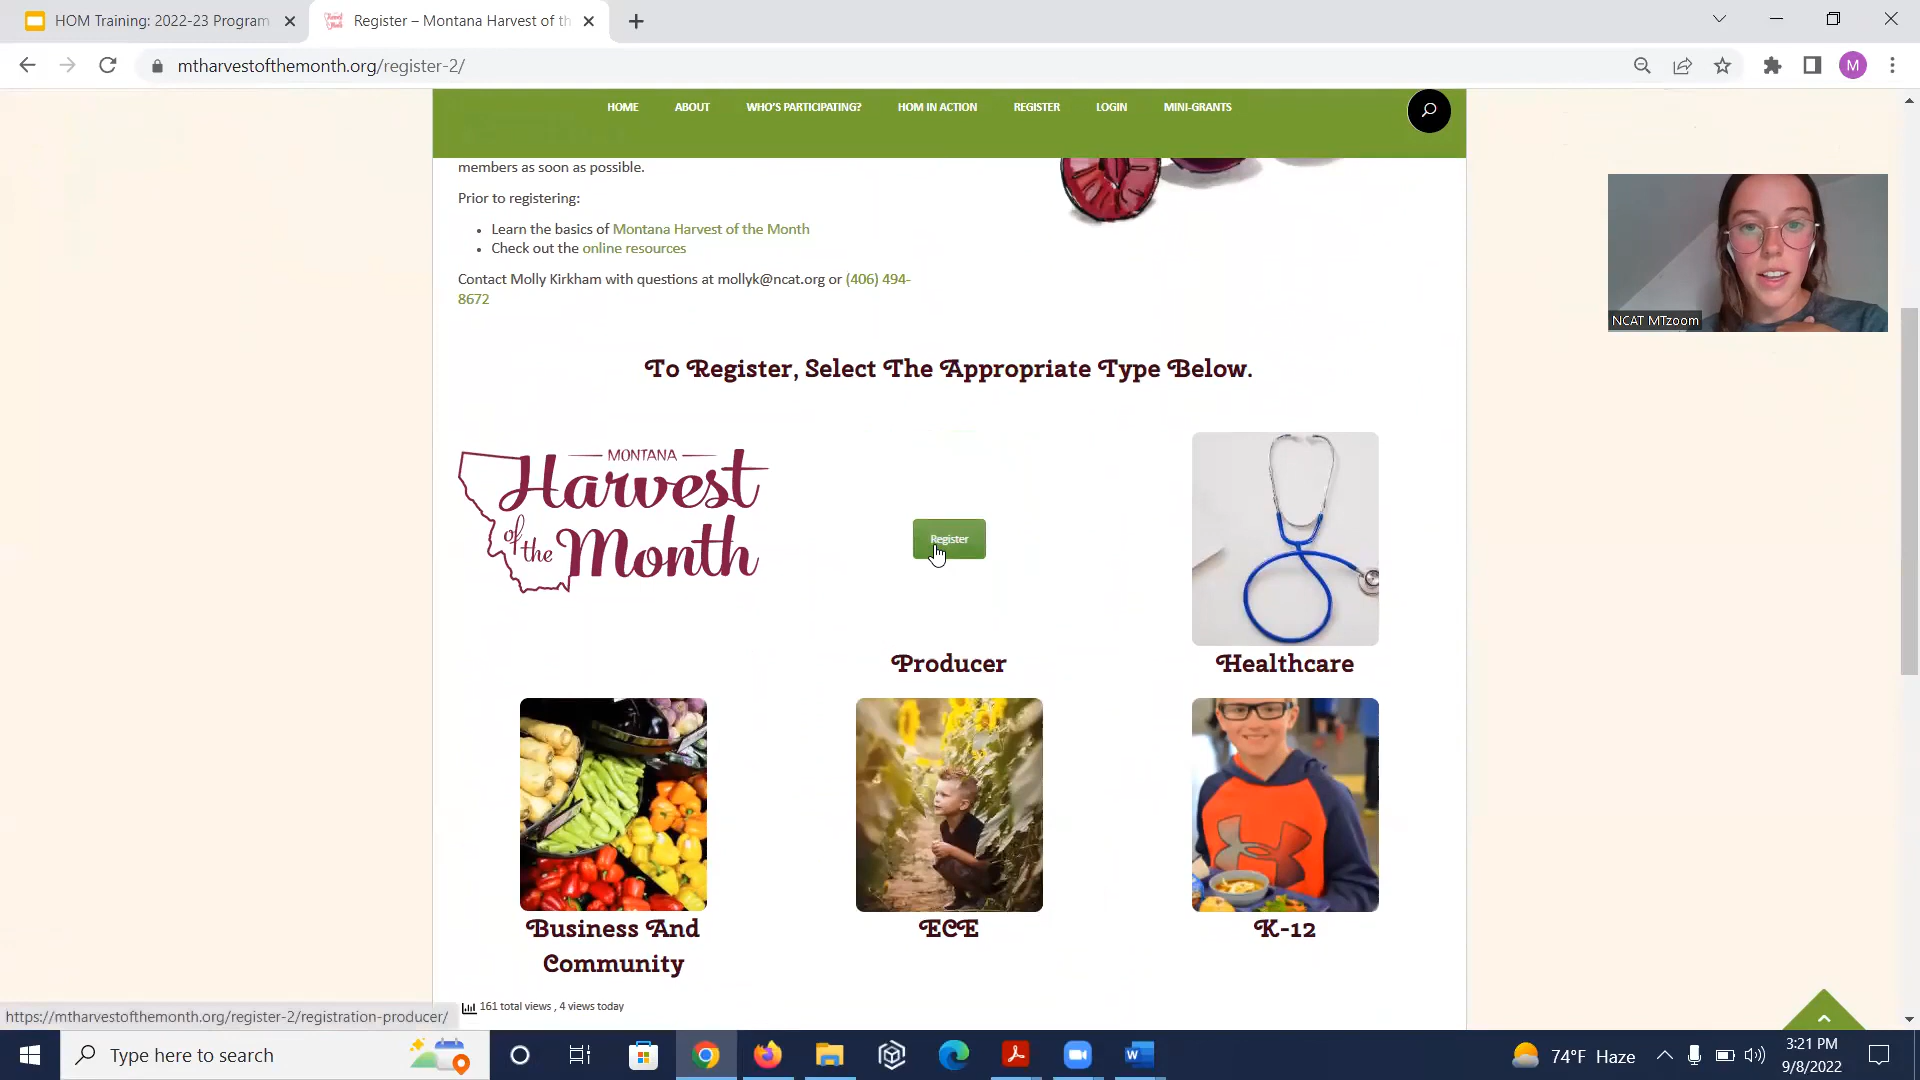 HOM Training: 2022-23 Program
Register – Montana Harvest of th
mtharvestofthemonth.org/register-2/
M
HOME
ABOUT
WHO'S PARTICIPATING?
HOM IN ACTION
REGISTER
LOGIN
MINI-GRANTS
members as soon as possible.
Prior to registering:
• Learn the basics of Montana Harvest of the Month
• Check out the online resources
Contact Molly Kirkham with questions at mollyk@ncat.org or (406) 494-
8672
NCAT MTzoom
To Register, Select The Appropriate Type Below.
MONTANA
Harvest
of the Month
Register
Producer
Healthcare
Business And
Community
ECE
K-12
161 total views , 4 views today
https://mtharvestofthemonth.org/register-2/registration-producer/
Type here to search
74°F Haze
3:21 PM
9/8/2022